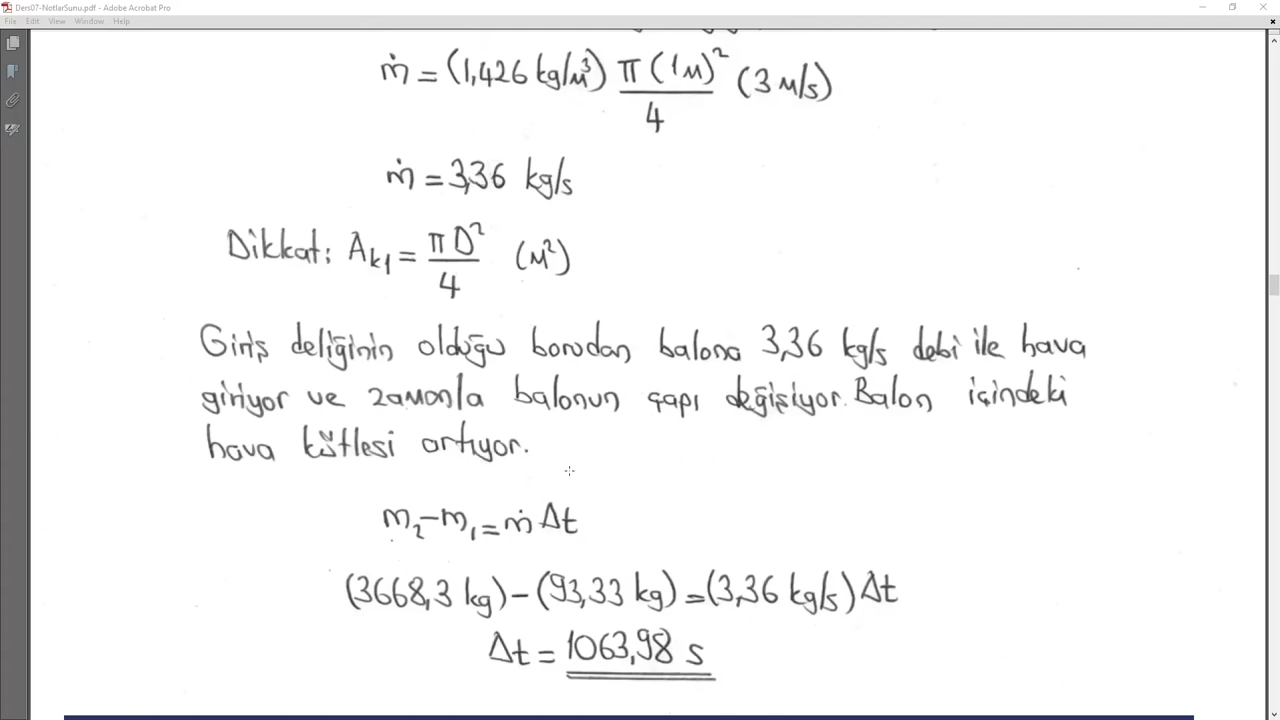 Ders07-NotlarSunu.pdf - Adobe Acrobat Pro
File Edit View Window Help
ṁ = (1,426 kg/m³) π(1m)²/4 (3 m/s)
ṁ = 3,36 kg/s
Dikkat: Ak1 = πD²/4 (m²)
Giriş deliğinin olduğu borudan balona 3,36 kg/s debi ile hava
giriyor ve zamanla balonun çapı değişiyor. Balon içindeki
hava kütlesi artıyor.
m₂-m₁ = ṁ Δt
(3668,3 kg) - (93,33 kg) = (3,36 kg/s) Δt
Δt = 1063,98 s